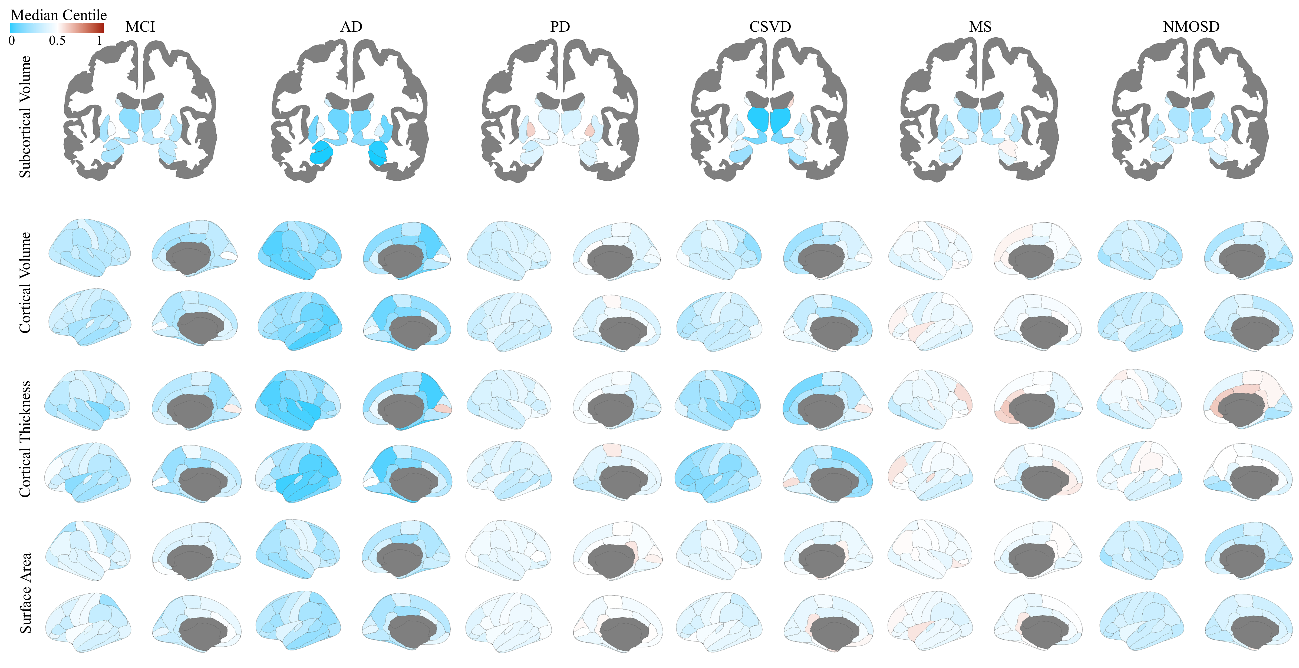 Median Centile
0 0.5 1
MCI AD PD CSVD MS NMOSD
Subcortical Volume
Cortical Volume
Cortical Thickness
Surface Area